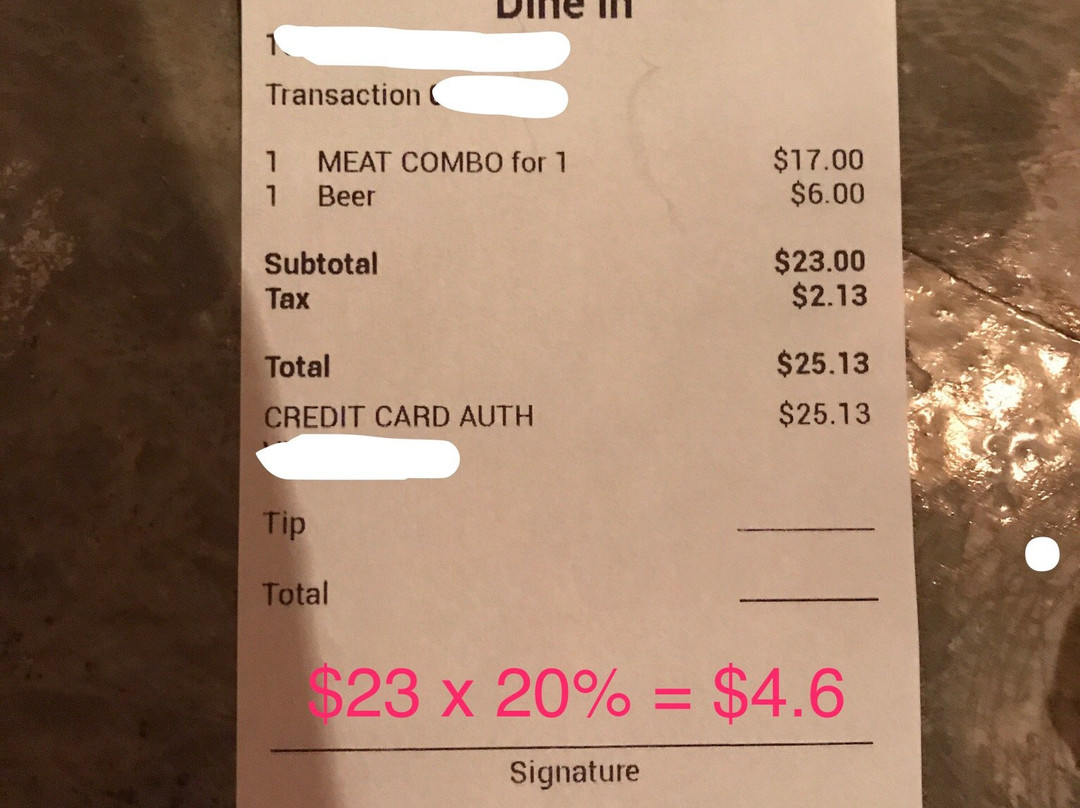 Dine In
Transaction
1 MEAT COMBO for 1 $17.00
1 Beer $6.00
Subtotal $23.00
Tax $2.13
Total $25.13
CREDIT CARD AUTH $25.13
Tip
Total
$23 x 20% = $4.6
Signature